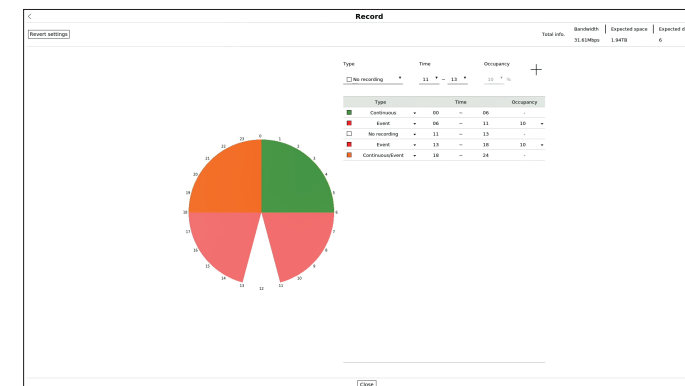 Record
Revert settings
Total info.
Bandwidth Expected space Expected d
31.61Mbps 1.94TB 6
Type Time Occupancy
No recording 11 ~ 13 10 %
Type Time Occupancy
Continuous 00 ~ 06 -
Event 06 ~ 11 10
No recording 11 ~ 13 -
Event 13 ~ 18 10
Continuous/Event 18 ~ 24 -
0
1
2
3
4
5
6
7
8
9
10
11
12
13
14
15
16
17
18
19
20
21
22
23
Close